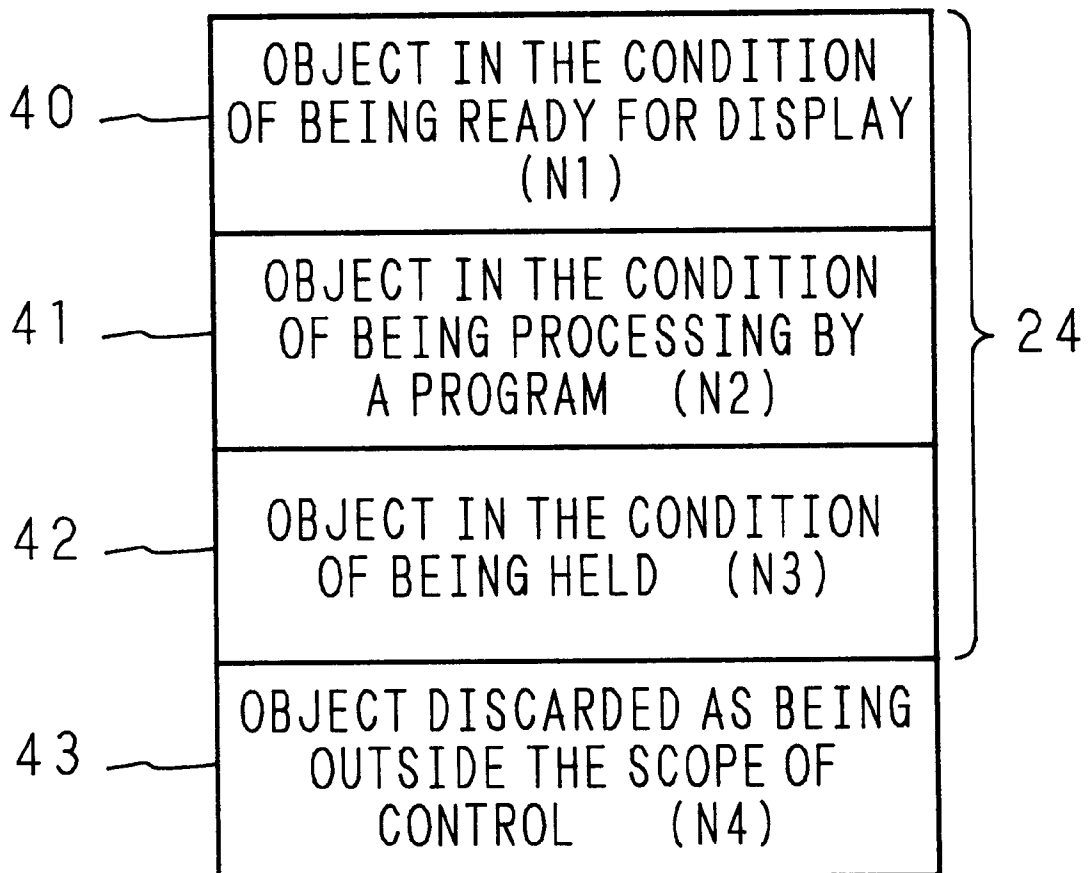 40
OBJECT IN THE CONDITION
OF BEING READY FOR DISPLAY
(N1)
41
OBJECT IN THE CONDITION
OF BEING PROCESSING BY
A PROGRAM (N2)
24
42
OBJECT IN THE CONDITION
OF BEING HELD (N3)
43
OBJECT DISCARDED AS BEING
OUTSIDE THE SCOPE OF
CONTROL (N4)